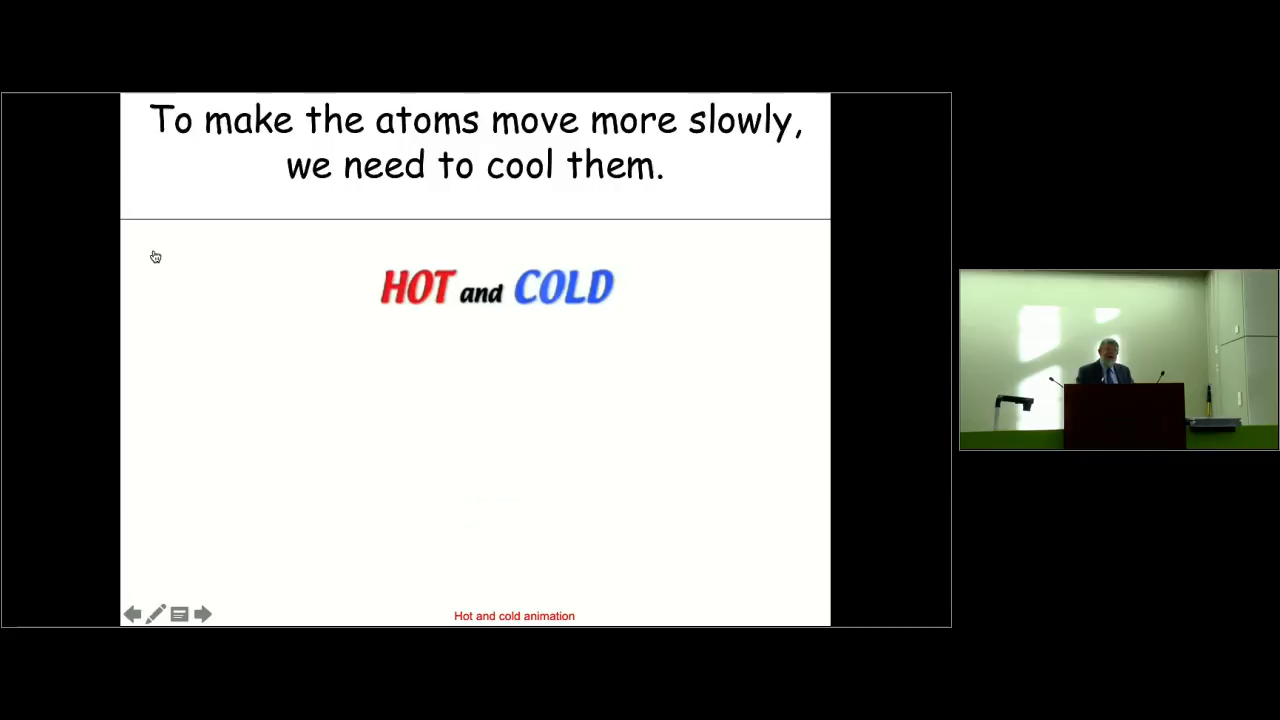 To make the atoms move more slowly,
we need to cool them.
HOT and COLD
Hot and cold animation